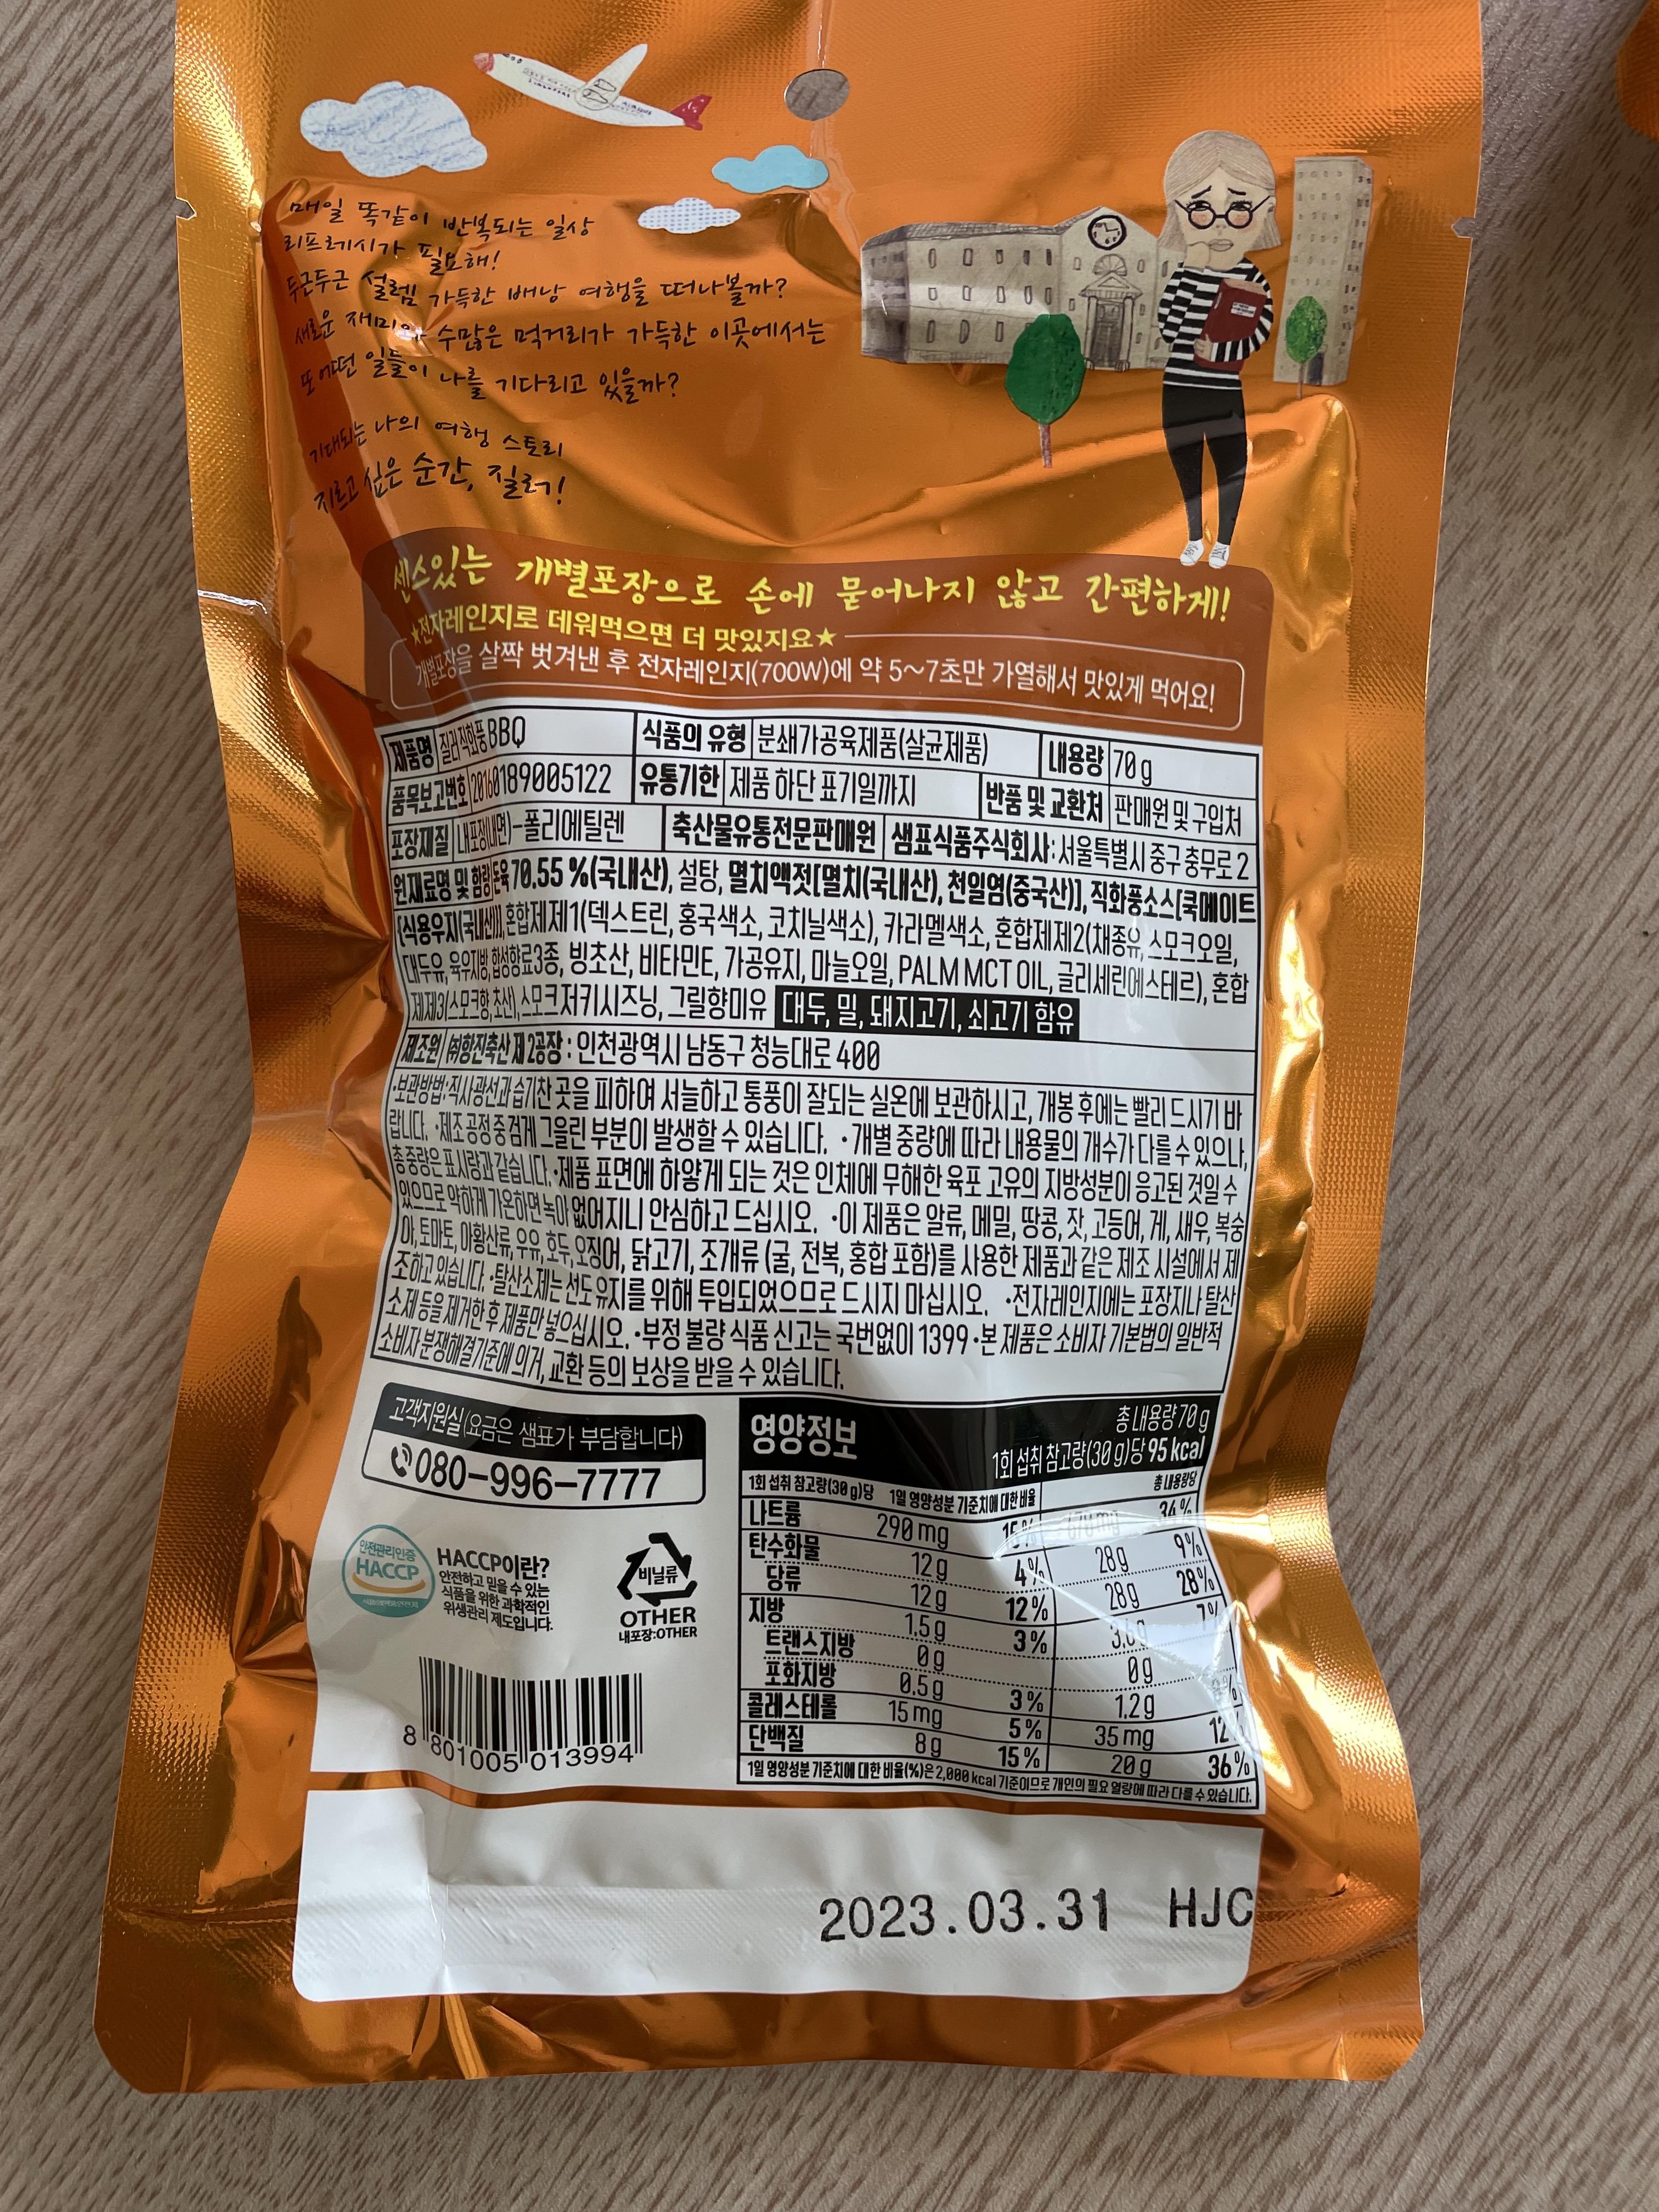 매일 똑같이 반복되는 일상
리프레시가 필요해!
두근두근 설렘 가득한 배낭 여행을 떠나볼까?
새로운 재미와 수많은 먹거리가 가득한 이곳에서는
또 어떤 일들이 나를 기다리고 있을까?
기대되는 나의 여행 스토리
지르고 싶은 순간, 질러!
센스있는 개별포장으로 손에 묻어나지 않고 간편하게!
★전자레인지로 데워먹으면 더 맛있지요★
개별포장을 살짝 벗겨낸 후 전자레인지(700W)에 약 5~7초만 가열해서 맛있게 먹어요!
제품명 질러 직화풍 BBQ 식품의 유형 분쇄가공육제품(살균제품) 내용량 70 g
품목보고번호 20160189005122 유통기한 제품 하단 표기일까지 반품 및 교환처 판매원 및 구입처
포장재질 내포장(내면)-폴리에틸렌 축산물유통전문판매원 샘표식품주식회사: 서울특별시 중구 충무로 2
원재료명 및 함량 돈육 70.55 %(국내산), 설탕, 멸치액젓[멸치(국내산), 천일염(중국산)], 직화풍소스[쿡메이트
{식용우지(국내산)}], 혼합제제1(덱스트린, 홍국색소, 코치닐색소), 카라멜색소, 혼합제제2(채종유, 스모크오일,
대두유, 육우지방, 합성향료3종, 빙초산, 비타민E, 가공유지, 마늘오일, PALM MCT OIL, 글리세린에스테르), 혼합
제제3(스모크향, 초산), 스모크저키시즈닝, 그릴향미유 대두, 밀, 돼지고기, 쇠고기 함유
제조원 ㈜항진축산 제2공장 : 인천광역시 남동구 청능대로 400
·보관방법: 직사광선과 습기찬 곳을 피하여 서늘하고 통풍이 잘되는 실온에 보관하시고, 개봉 후에는 빨리 드시기 바
랍니다. ·제조 공정 중 검게 그을린 부분이 발생할 수 있습니다. ·개별 중량에 따라 내용물의 개수가 다를 수 있으나,
총 중량은 표시량과 같습니다. ·제품 표면에 하얗게 되는 것은 인체에 무해한 육포 고유의 지방성분이 응고된 것일 수
있으므로 약하게 가온하면 녹아 없어지니 안심하고 드십시오. ·이 제품은 알류, 메밀, 땅콩, 잣, 고등어, 게, 새우, 복숭
아, 토마토, 아황산류, 우유, 호두, 오징어, 닭고기, 조개류 (굴, 전복, 홍합 포함)를 사용한 제품과 같은 제조 시설에서 제
조하고 있습니다. ·탈산소제는 선도 유지를 위해 투입되었으므로 드시지 마십시오. ·전자레인지에는 포장지나 탈산
소제 등을 제거한 후 제품만 넣으십시오. ·부정 불량 식품 신고는 국번없이 1399 ·본 제품은 소비자 기본법의 일반적
소비자 분쟁해결기준에 의거, 교환 등의 보상을 받을 수 있습니다.
고객지원실(요금은 샘표가 부담합니다)
080-996-7777
안전관리인증
HACCP
HACCP이란?
안전하고 믿을 수 있는
식품을 위한 과학적인
위생관리 제도입니다.
비닐류
OTHER
내포장:OTHER
8 801005 013994
영양정보 총 내용량 70 g
1회 섭취 참고량(30 g)당 95 kcal
1회 섭취 참고량(30 g)당 1일 영양성분 기준치에 대한 비율 총 내용량당
나트륨 290 mg 15 % 34 %
탄수화물 12 g 4 % 28 g 9 %
당류 12 g 12 % 28 g 28 %
지방 1.5 g 3 % 7 %
트랜스지방 0 g 0 g
포화지방 0.5 g 3 % 1.2 g
콜레스테롤 15 mg 5 % 35 mg 12 %
단백질 8 g 15 % 20 g 36 %
1일 영양성분 기준치에 대한 비율(%)은 2,000 kcal 기준이므로 개인의 필요 열량에 따라 다를 수 있습니다.
2023.03.31 HJC